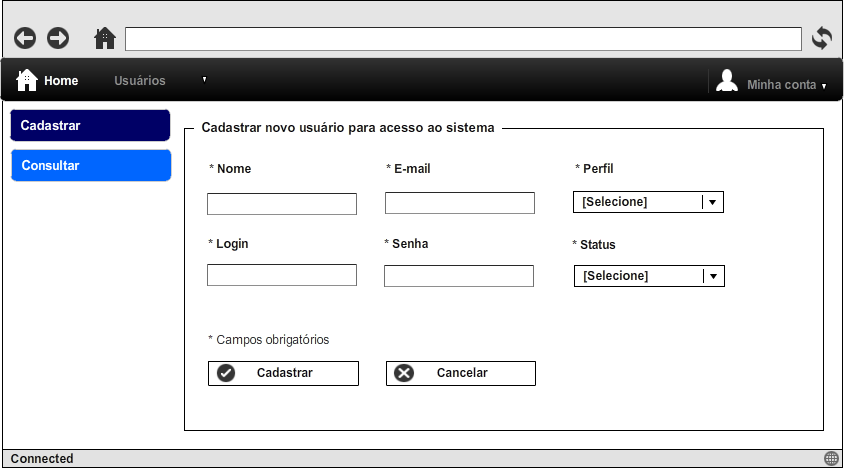 Home Usuários Minha conta
Cadastrar
Consultar
Cadastrar novo usuário para acesso ao sistema
* Nome * E-mail * Perfil
[Selecione]
* Login * Senha * Status
[Selecione]
* Campos obrigatórios
Cadastrar Cancelar
Connected